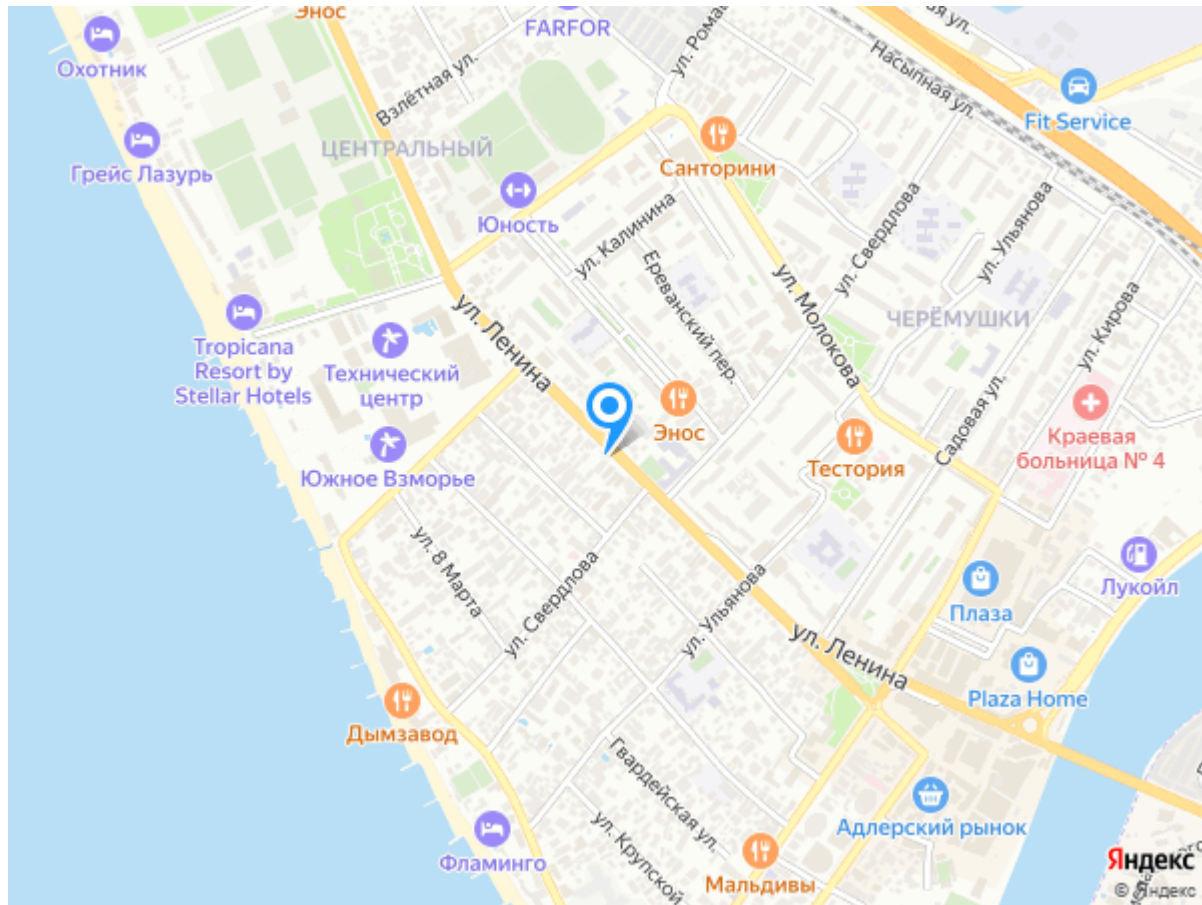 Энос
FARFOR
ул.
Охотник
Взлётная ул.
Насыпная ул.
Fit Service
Грейс Лазурь
ЦЕНТРАЛЬНЫЙ
Санторини
Юность
ул. Калинина
ул. Свердлова
ул. Ульянова
Ереванский пер.
ул. Ленина
ул. Молокова
ЧЕРЁМУШКИ
ул. Кирова
Tropicana
Resort by
Stellar Hotels
Технический
центр
Энос
Садовая ул.
Краевая
больница № 4
Тестория
Южное Взморье
ул. 8 Марта
ул. Свердлова
ул. Ульянова
Лукойл
Плаза
ул. Ленина
Plaza Home
Дымзавод
Гвардейская ул.
Адлерский рынок
Фламинго
ул. Крупской
Мальдивы
Яндекс
© Яндекс